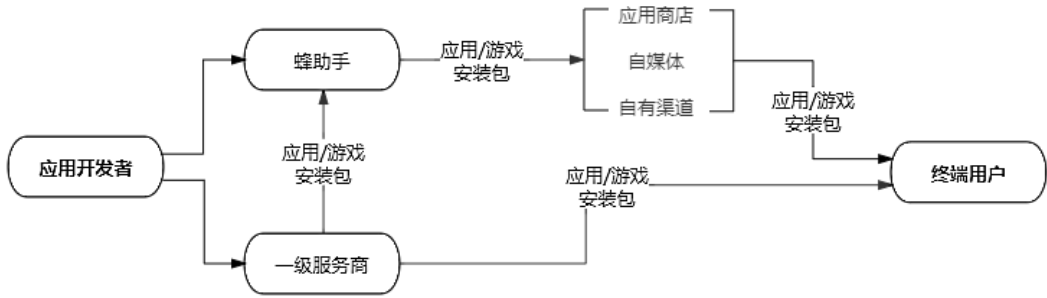 应用商店
蜂助手
应用/游戏
安装包
自媒体
自有渠道
应用/游戏
安装包
应用/游戏
安装包
应用开发者
应用/游戏
安装包
终端用户
一级服务商